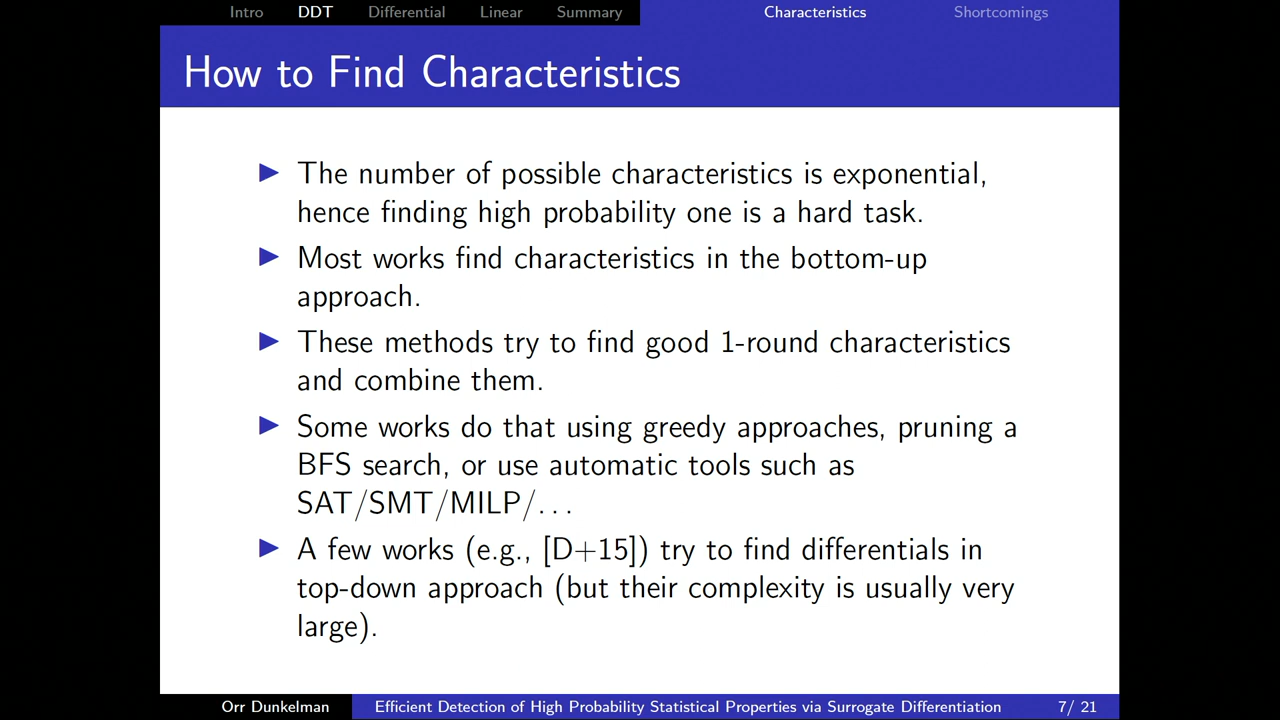 Intro DDT Differential Linear Summary Characteristics Shortcomings
How to Find Characteristics
The number of possible characteristics is exponential,
hence finding high probability one is a hard task.
Most works find characteristics in the bottom-up
approach.
These methods try to find good 1-round characteristics
and combine them.
Some works do that using greedy approaches, pruning a
BFS search, or use automatic tools such as
SAT/SMT/MILP/...
A few works (e.g., [D+15]) try to find differentials in
top-down approach (but their complexity is usually very
large).
Orr Dunkelman Efficient Detection of High Probability Statistical Properties via Surrogate Differentiation 7/ 21